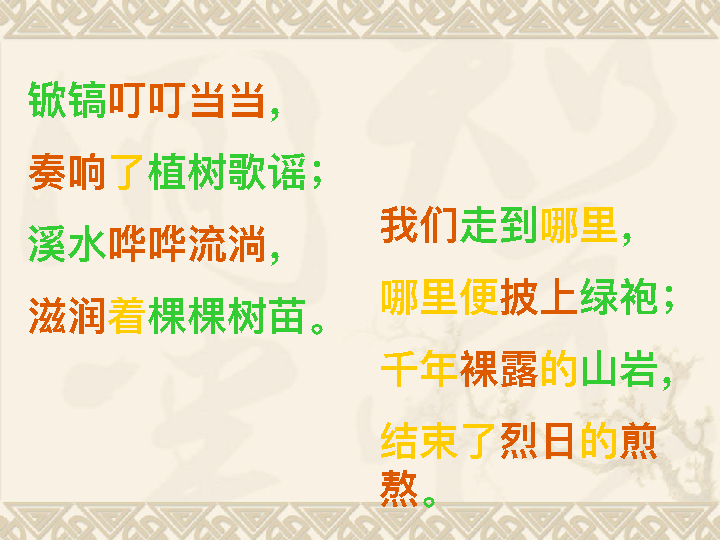 锨镐叮叮当当，
奏响了植树歌谣；
溪水哗哗流淌，
滋润着棵棵树苗。
我们走到哪里，
哪里便披上绿袍；
千年裸露的山岩，
结束了烈日的煎
熬。